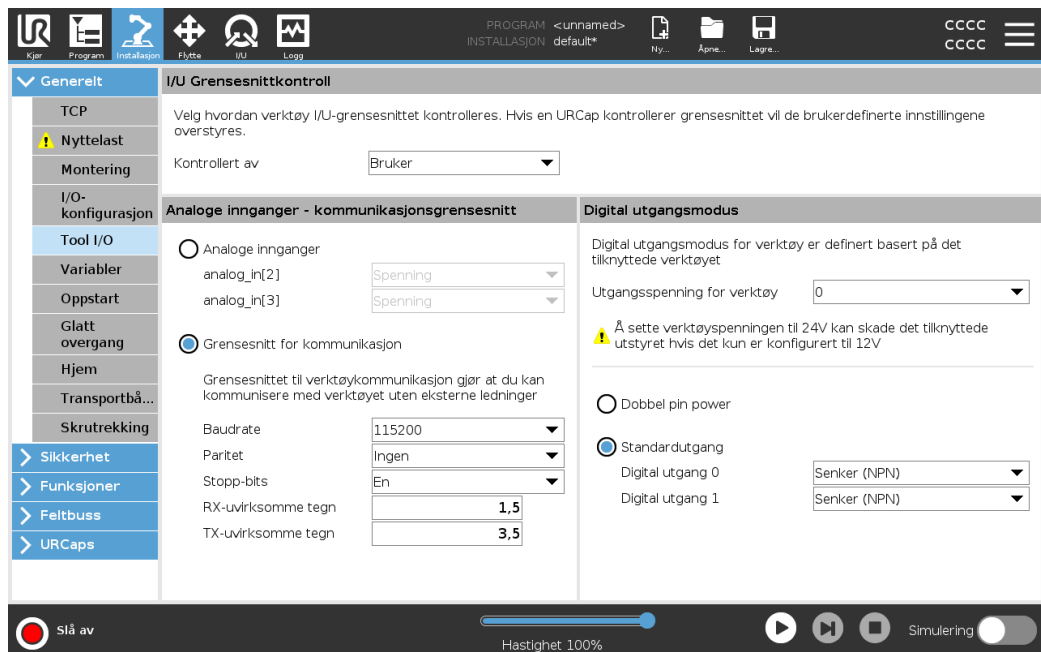 UR
Kjør
Program
Installasjon
Flytte
I/U
Logg
PROGRAM <unnamed>
INSTALLASJON default*
Ny...
Åpne...
Lagre...
CCCC
CCCC
Generelt
TCP
Nyttelast
Montering
I/O-
konfigurasjon
Tool I/O
Variabler
Oppstart
Glatt
overgang
Hjem
Transportbå...
Skrutrekking
Sikkerhet
Funksjoner
Feltbuss
URCaps
I/U Grensesnittkontroll
Velg hvordan verktøy I/U-grensesnittet kontrolleres. Hvis en URCap kontrollerer grensesnittet vil de brukerdefinerte innstillingene
overstyres.
Kontrollert av
Bruker
Analoge innganger - kommunikasjonsgrensesnitt
Analoge innganger
analog_in[2]
Spenning
analog_in[3]
Spenning
Grensesnitt for kommunikasjon
Grensesnittet til verktøykommunikasjon gjør at du kan
kommunisere med verktøyet uten eksterne ledninger
Baudrate
115200
Paritet
Ingen
Stopp-bits
En
RX-uvirksomme tegn
1,5
TX-uvirksomme tegn
3,5
Digital utgangsmodus
Digital utgangsmodus for verktøy er definert basert på det
tilknyttede verktøyet
Utgangsspenning for verktøy
0
Å sette verktøyspenningen til 24V kan skade det tilknyttede
utstyret hvis det kun er konfigurert til 12V
Dobbel pin power
Standardutgang
Digital utgang 0
Senker (NPN)
Digital utgang 1
Senker (NPN)
Slå av
Hastighet 100%
Simulering